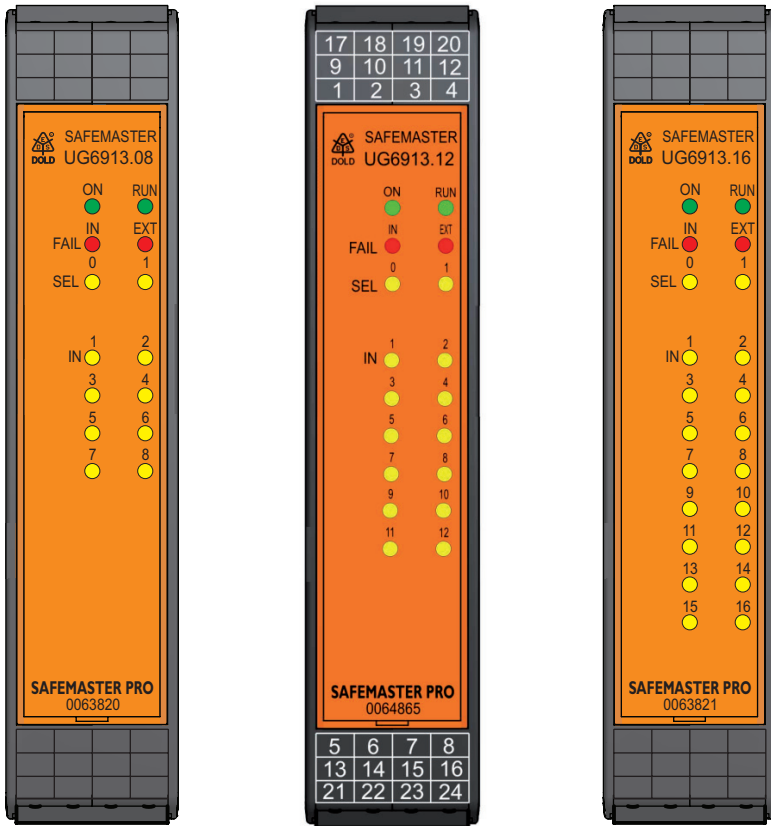 SAFEMASTER
DOLD UG6913.08
ON RUN
IN EXT
FAIL
0 1
SEL
1 2
IN
3 4
5 6
7 8
SAFEMASTER PRO
0063820
17 18 19 20
9 10 11 12
1 2 3 4
SAFEMASTER
DOLD UG6913.12
ON RUN
IN EXT
FAIL
0 1
SEL
1 2
IN
3 4
5 6
7 8
9 10
11 12
SAFEMASTER PRO
0064865
5 6 7 8
13 14 15 16
21 22 23 24
SAFEMASTER
DOLD UG6913.16
ON RUN
IN EXT
FAIL
0 1
SEL
1 2
IN
3 4
5 6
7 8
9 10
11 12
13 14
15 16
SAFEMASTER PRO
0063821